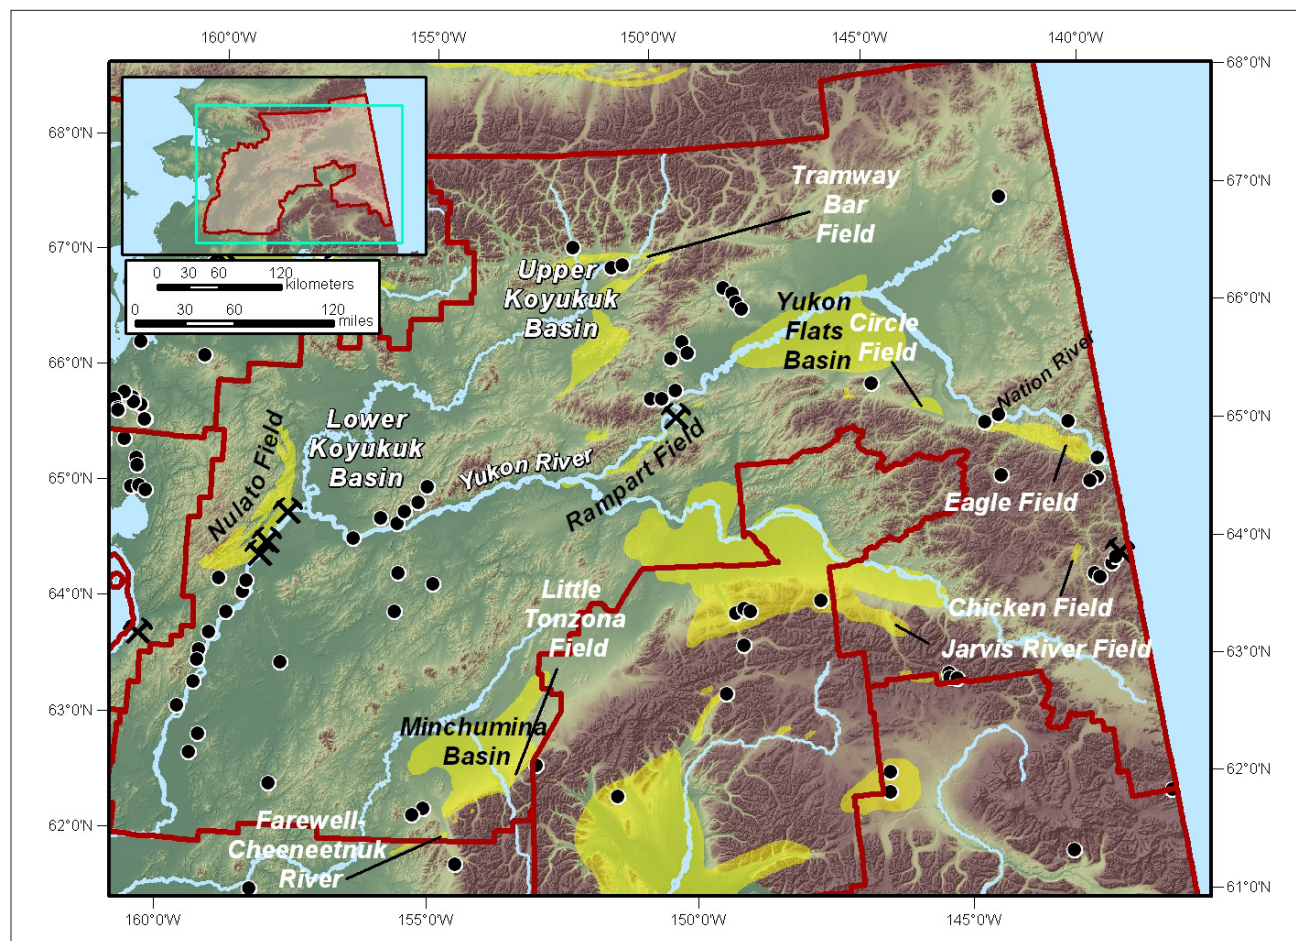 160°0'W 155°0'W 150°0'W 145°0'W 140°0'W
68°0'N
68°0'N
67°0'N
67°0'N
66°0'N
66°0'N
65°0'N
65°0'N
64°0'N
64°0'N
63°0'N
63°0'N
62°0'N
62°0'N
61°0'N
0 30 60 120
kilometers
0 30 60 120
miles
Tramway
Bar
Field
Upper
Koyukuk
Basin
Yukon
Flats
Basin
Circle
Field
Nation River
Lower
Koyukuk
Basin
Nulato Field
Yukon River
Rampart Field
Eagle Field
Little
Tonzona
Field
Chicken Field
Jarvis River Field
Minchumina
Basin
Farewell-
Cheeneetnuk
River
160°0'W 155°0'W 150°0'W 145°0'W